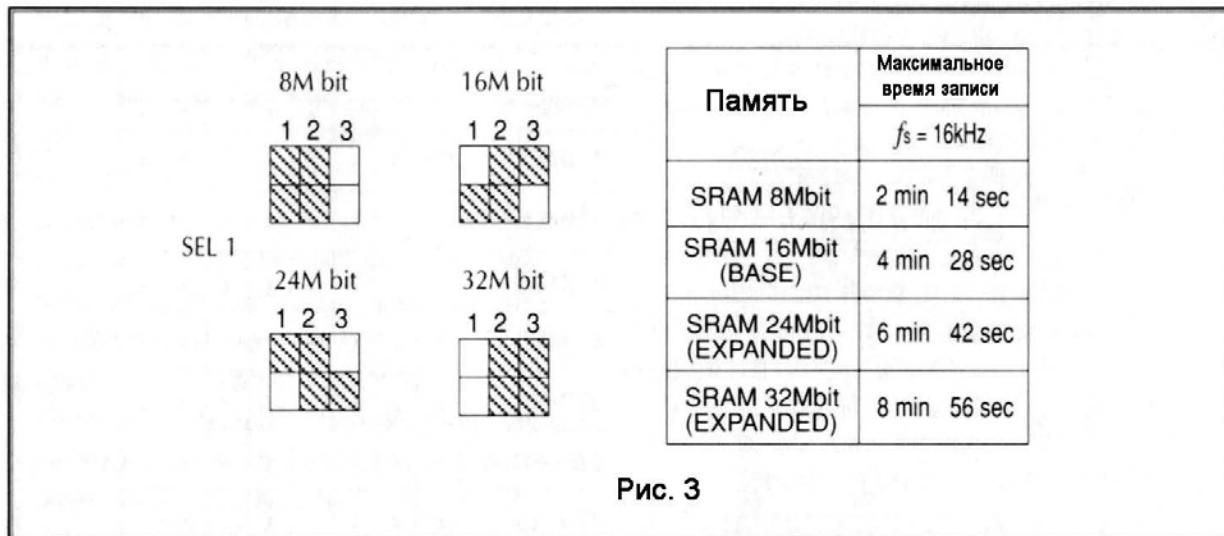 8M bit
1 2 3
16M bit
1 2 3
SEL 1
24M bit
1 2 3
32M bit
1 2 3
Память
Максимальное
время записи
fs = 16kHz
SRAM 8Mbit
2 min 14 sec
SRAM 16Mbit
(BASE)
4 min 28 sec
SRAM 24Mbit
(EXPANDED)
6 min 42 sec
SRAM 32Mbit
(EXPANDED)
8 min 56 sec
Рис. 3